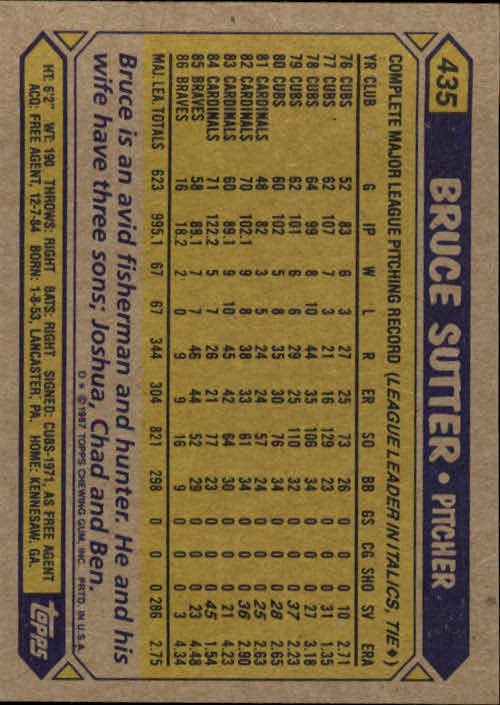 435 BRUCE SUTTER • PITCHER
COMPLETE MAJOR LEAGUE PITCHING RECORD (LEAGUE LEADER IN ITALICS, TIE♦)
YR CLUB G IP W L R ER SO BB GS CG SHO SV ERA
76 CUBS 52 83 6 3 27 25 73 26 0 0 0 10 2.71
77 CUBS 62 107 7 3 21 16 129 23 0 0 0 31 1.35
78 CUBS 64 99 8 10 44 35 106 34 0 0 0 27 3.18
79 CUBS 62 101 6 6 29 25 110 32 0 0 0 37 2.23
80 CUBS 60 102 5 8 35 30 76 34 0 0 0 28 2.65
81 CARDINALS 48 82 3 5 24 24 57 24 0 0 0 25 2.63
82 CARDINALS 70 102.1 9 8 38 33 61 34 0 0 0 36 2.90
83 CARDINALS 60 89.1 9 10 45 42 64 30 0 0 0 21 4.23
84 CARDINALS 71 122.2 5 7 26 21 77 23 0 0 0 45 1.54
85 BRAVES 58 88.1 7 7 46 44 52 29 0 0 0 23 4.48
86 BRAVES 16 18.2 2 0 9 9 16 9 0 0 0 3 4.34
MAJ. LEA. TOTALS 623 995.1 67 67 344 304 821 298 0 0 0 286 2.75
Bruce is an avid fisherman and hunter. He and his
wife have three sons; Joshua, Chad and Ben.
D* © 1987 TOPPS CHEWING GUM, INC. PRTD. IN U.S.A.
HT: 6'2" WT: 190 THROWS: RIGHT BATS: RIGHT SIGNED: CUBS-1971, AS FREE AGENT
ACQ: FREE AGENT, 12-7-84 BORN: 1-8-53, LANCASTER, PA. HOME: KENNESAW, GA.
TOPPS